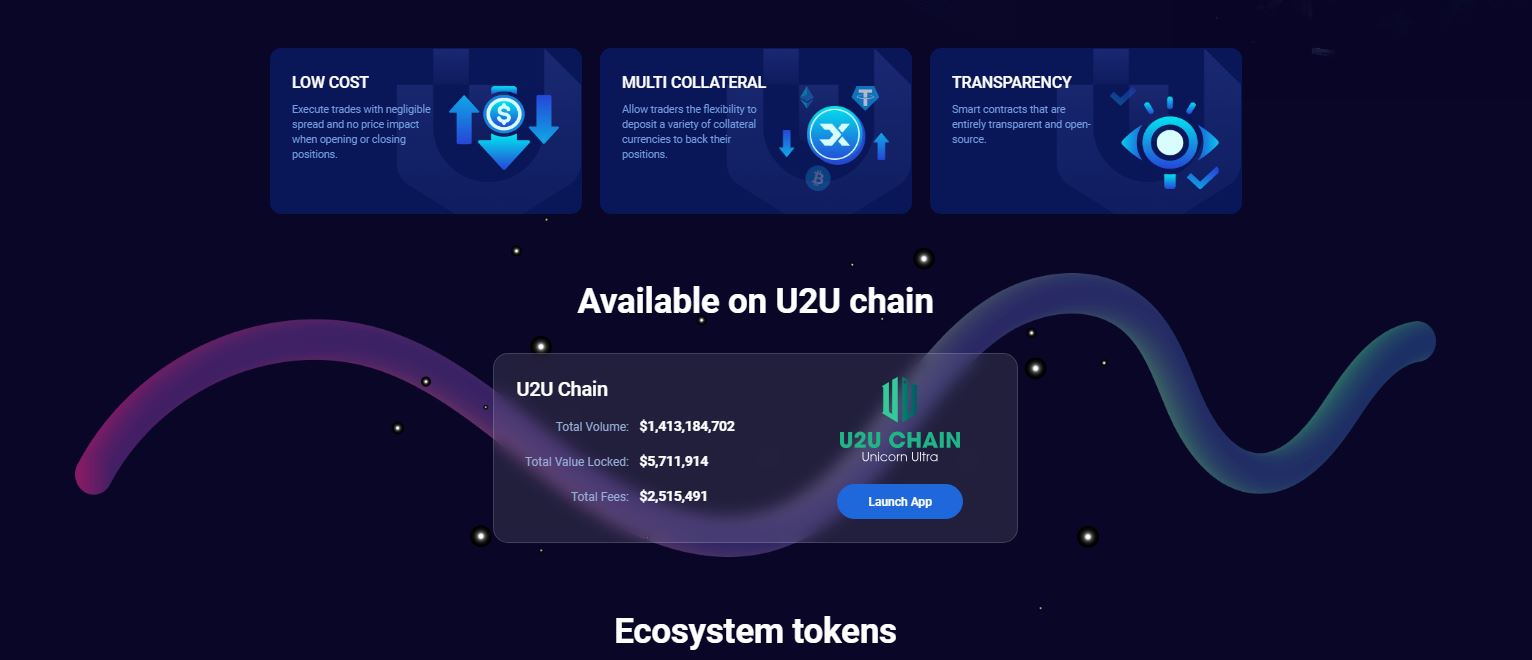 LOW COST
Execute trades with negligible
spread and no price impact
when opening or closing
positions.
MULTI COLLATERAL
Allow traders the flexibility to
deposit a variety of collateral
currencies to back their
positions.
TRANSPARENCY
Smart contracts that are
entirely transparent and open-
source.
Available on U2U chain
U2U Chain
Total Volume: $1,413,184,702
Total Value Locked: $5,711,914
Total Fees: $2,515,491
U2U CHAIN
Unicorn Ultra
Launch App
Ecosystem tokens